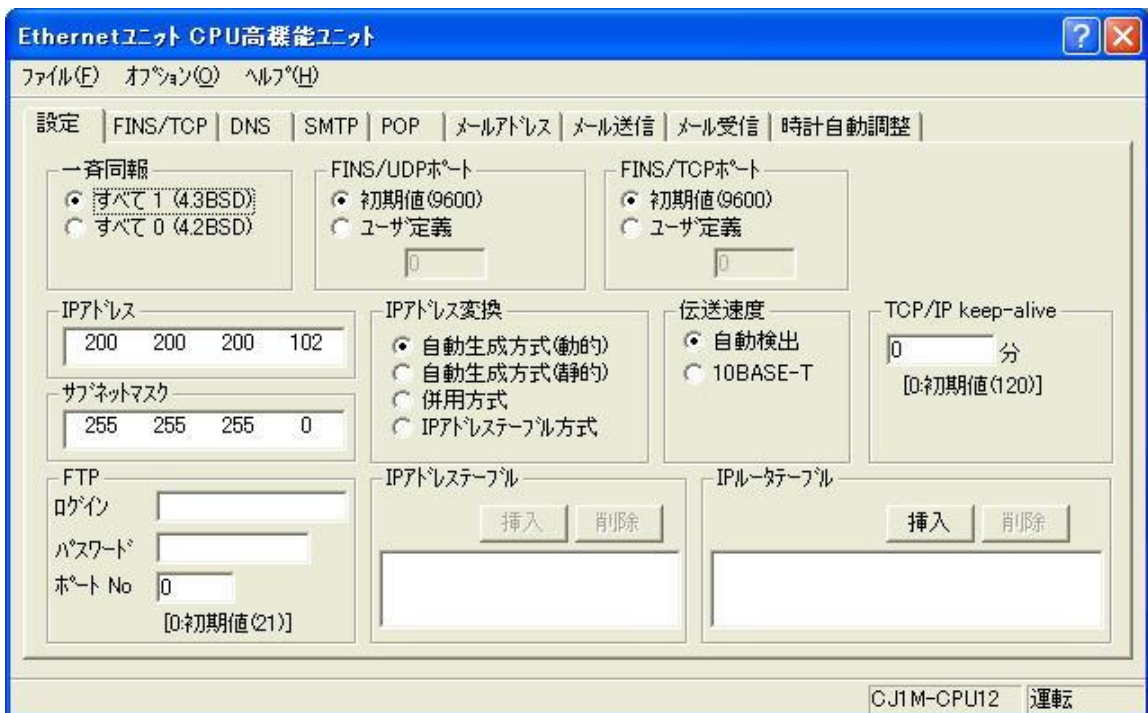 Ethernetユニット CPU高機能ユニット
ファイル(F) オプション(O) ヘルプ(H)
設定 FINS/TCP DNS SMTP POP メールアドレス メール送信 メール受信 時計自動調整
一斉同報
すべて 1 (4.3BSD)
すべて 0 (4.2BSD)
FINS/UDPポート
初期値(9600)
ユーザ定義
0
FINS/TCPポート
初期値(9600)
ユーザ定義
0
IPアドレス
200 200 200 102
サブネットマスク
255 255 255 0
IPアドレス変換
自動生成方式(動的)
自動生成方式(静的)
併用方式
IPアドレステーブル方式
伝送速度
自動検出
10BASE-T
TCP/IP keep-alive
0 分
[0:初期値(120)]
FTP
ログイン
パスワード
ポート No 0
[0:初期値(21)]
IPアドレステーブル
挿入 削除
IPルータテーブル
挿入 削除
CJ1M-CPU12 運転